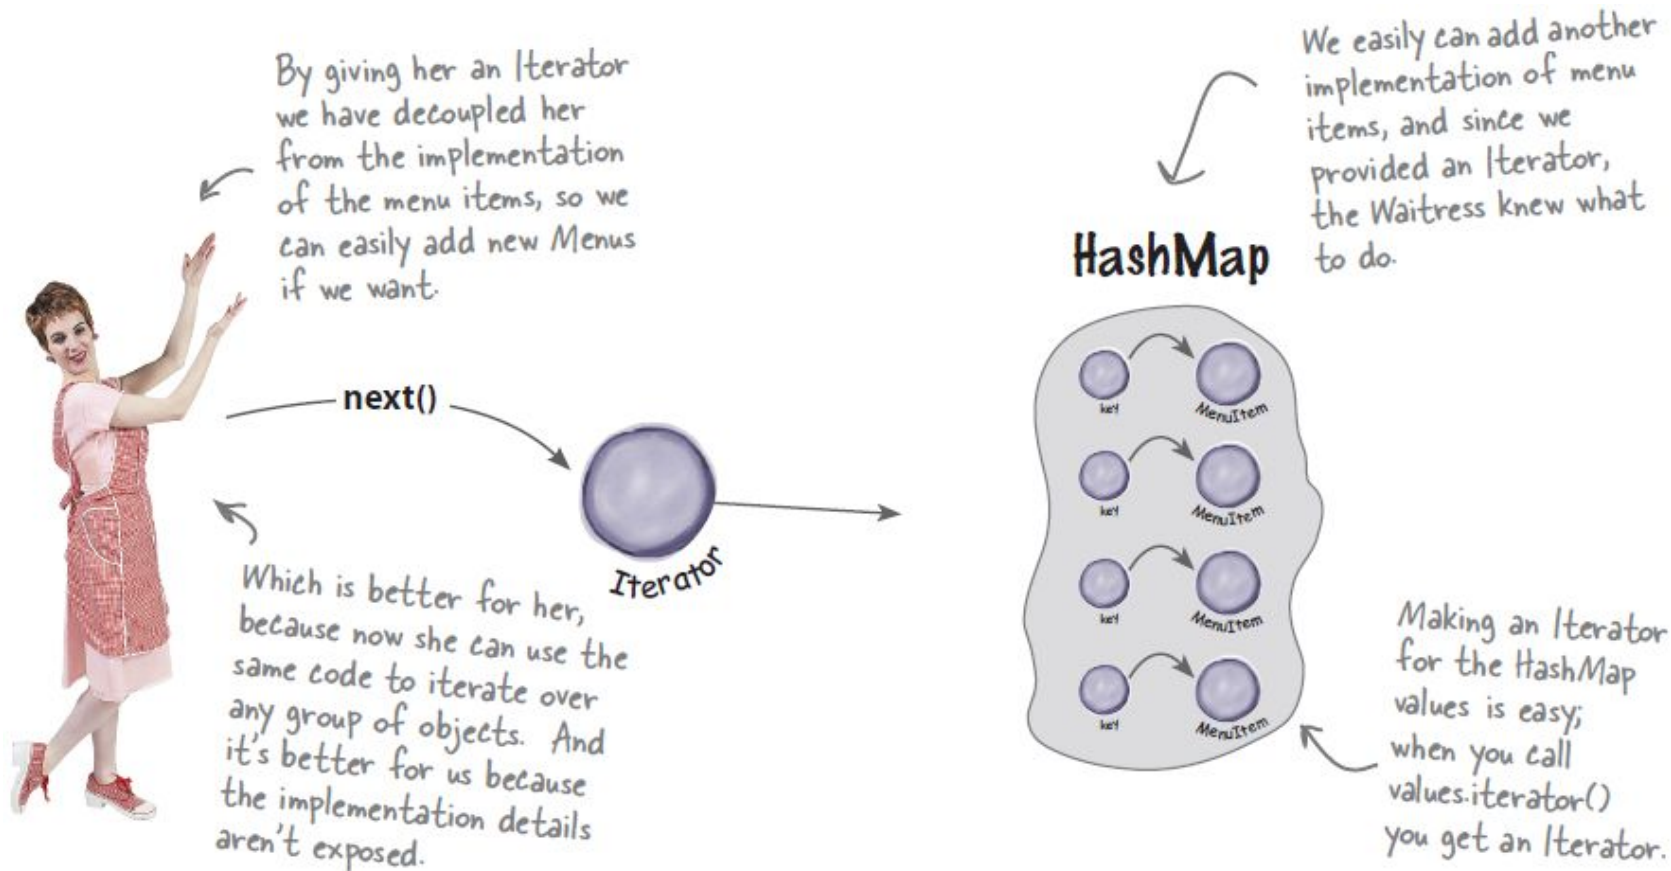 By giving her an Iterator
we have decoupled her
from the implementation
of the menu items, so we
can easily add new Menus
if we want.
We easily can add another
implementation of menu
items, and since we
provided an Iterator,
the Waitress knew what
to do.
HashMap
key
MenuItem
key
MenuItem
key
MenuItem
key
MenuItem
next()
Iterator
Which is better for her,
because now she can use the
same code to iterate over
any group of objects. And
it's better for us because
the implementation details
aren't exposed.
Making an Iterator
for the HashMap
values is easy;
when you call
values.iterator()
you get an Iterator.